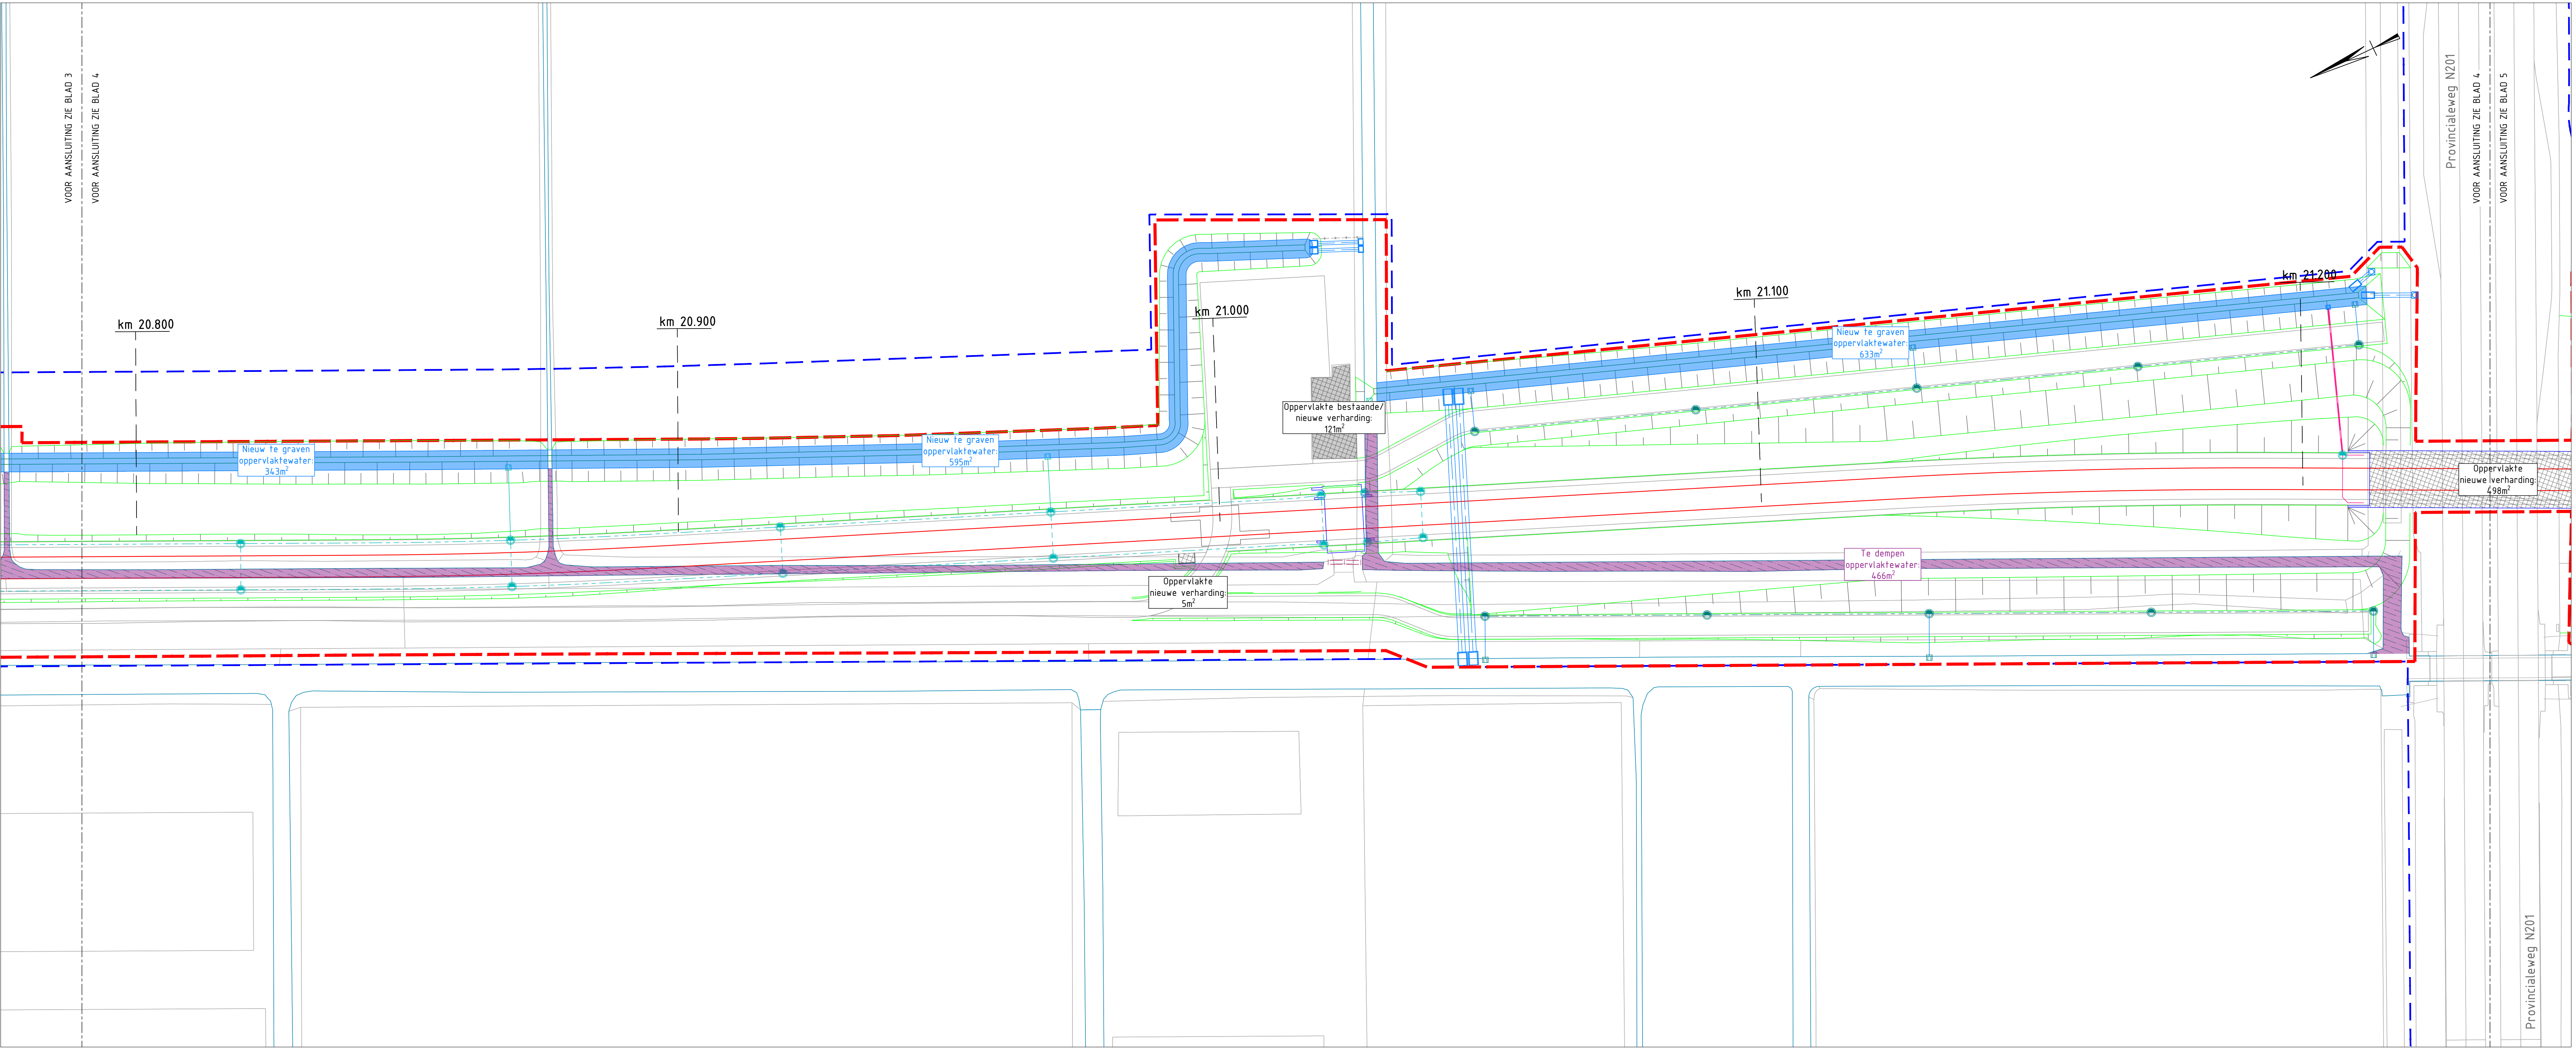 VOOR AANSLUITING ZIE BLAD 3
VOOR AANSLUITING ZIE BLAD 4
km 20.800
Nieuw te graven
oppervlaktewater:
343m²
km 20.900
Nieuw te graven
oppervlaktewater:
595m²
km 21.000
Oppervlakte
nieuwe verharding:
5m²
Oppervlakte bestaande/
nieuwe verharding:
121m²
km 21.100
Nieuw te graven
oppervlaktewater:
633m²
Te dempen
oppervlaktewater:
466m²
km 21.200
Provincialeweg N201
VOOR AANSLUITING ZIE BLAD 4
VOOR AANSLUITING ZIE BLAD 5
Oppervlakte
nieuwe verharding:
498m²
Provincialeweg N201